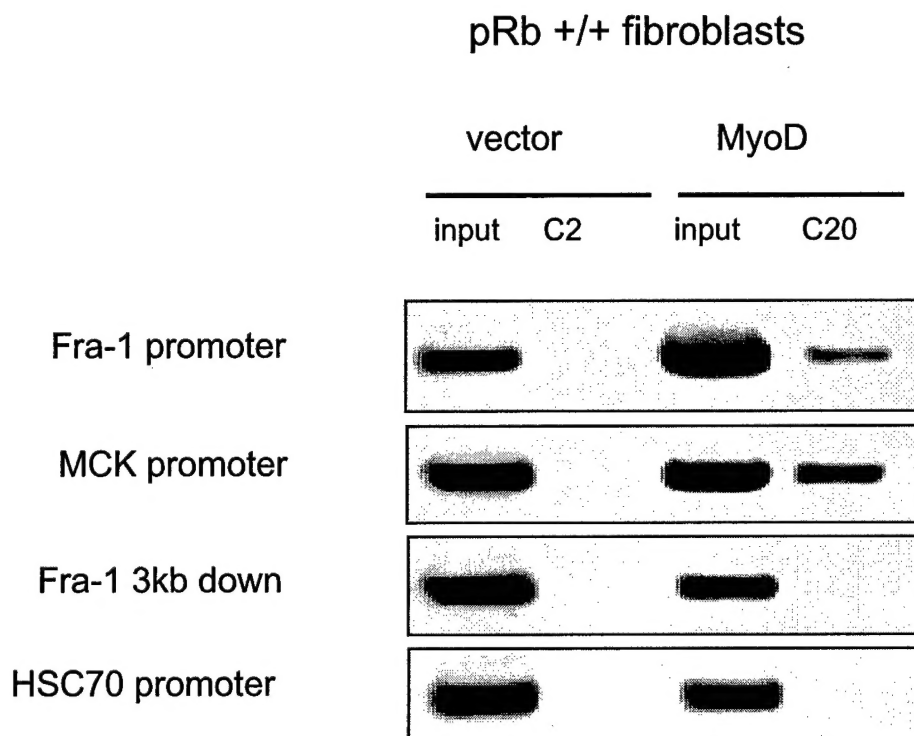 pRb +/+ fibroblasts
vector MyoD
input C2 input C20
Fra-1 promoter
MCK promoter
Fra-1 3kb down
HSC70 promoter